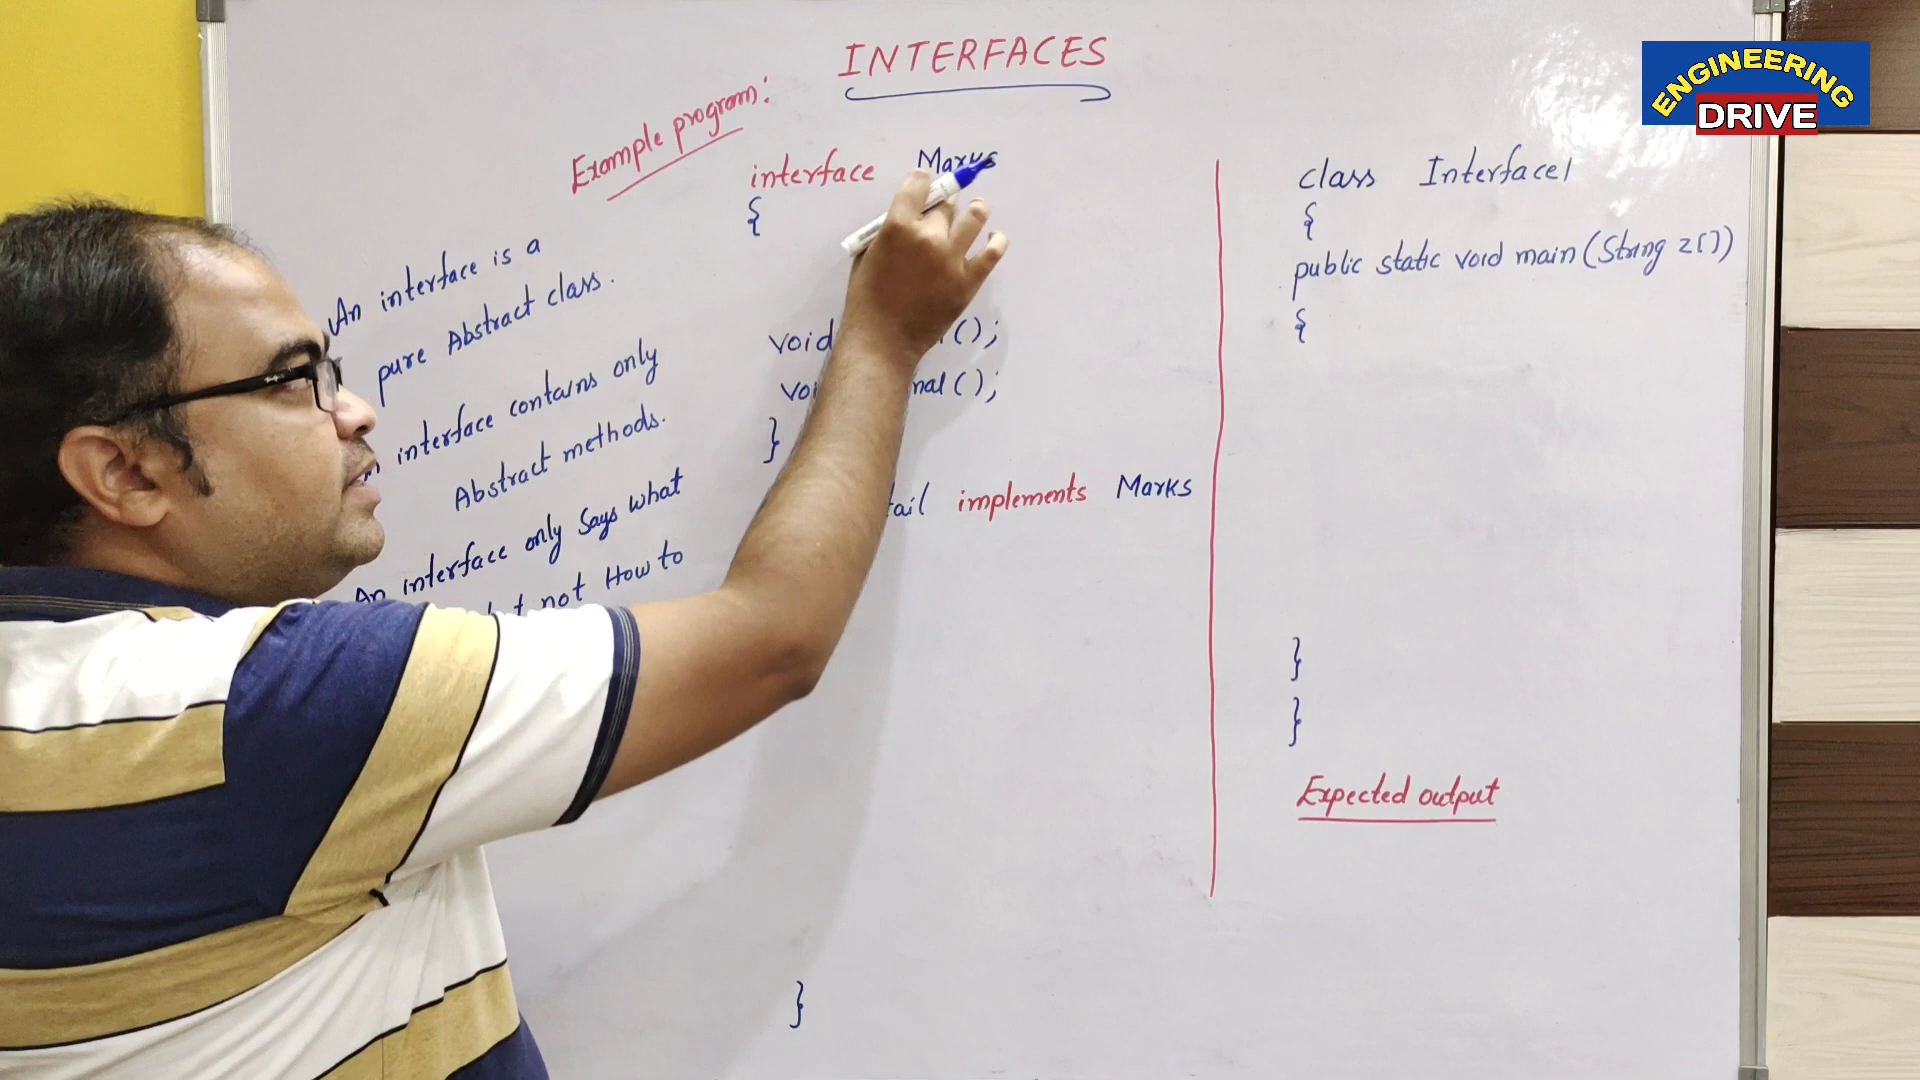 INTERFACES
ENGINEERING
DRIVE
Example program:
An interface is a
pure Abstract class.
interface contains only
Abstract methods.
An interface only Says what
not How to
interface Marks
{
void ();
();
}
implements Marks
}
class Interface1
{
public static void main (String z[])
{
}
}
Expected output